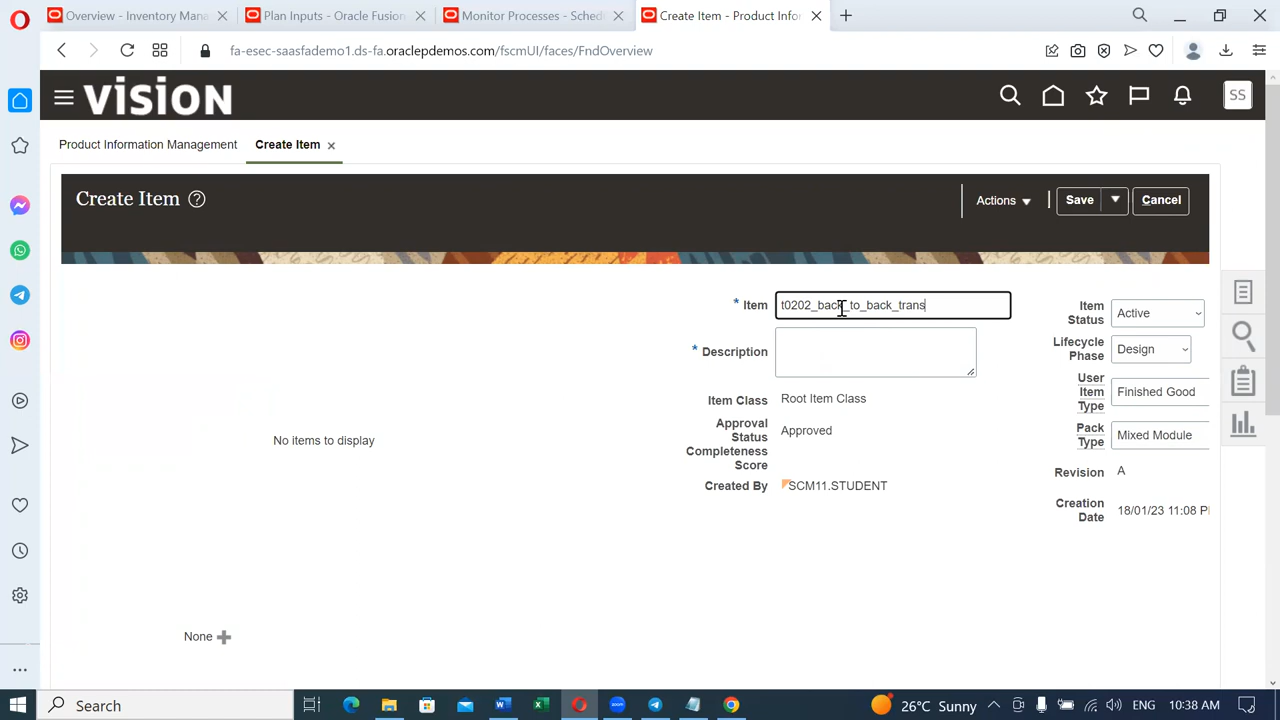 Overview - Inventory Mana
Plan Inputs - Oracle Fusion
Monitor Processes - Sched
Create Item - Product Info
fa-esec-saasfademo1.ds-fa.oraclepdemos.com/fscmUI/faces/FndOverview
VISION
SS
Product Information Management
Create Item
Create Item
Actions
Save
Cancel
* Item t0202_back_to_back_trans
* Description
Item Class Root Item Class
Approval Status Approved
Completeness Score
Created By SCM11.STUDENT
Item Status Active
Lifecycle Phase Design
User Item Type Finished Good
Pack Type Mixed Module
Revision A
Creation Date 18/01/23 11:08 P
No items to display
None
Search
26°C Sunny
10:38 AM